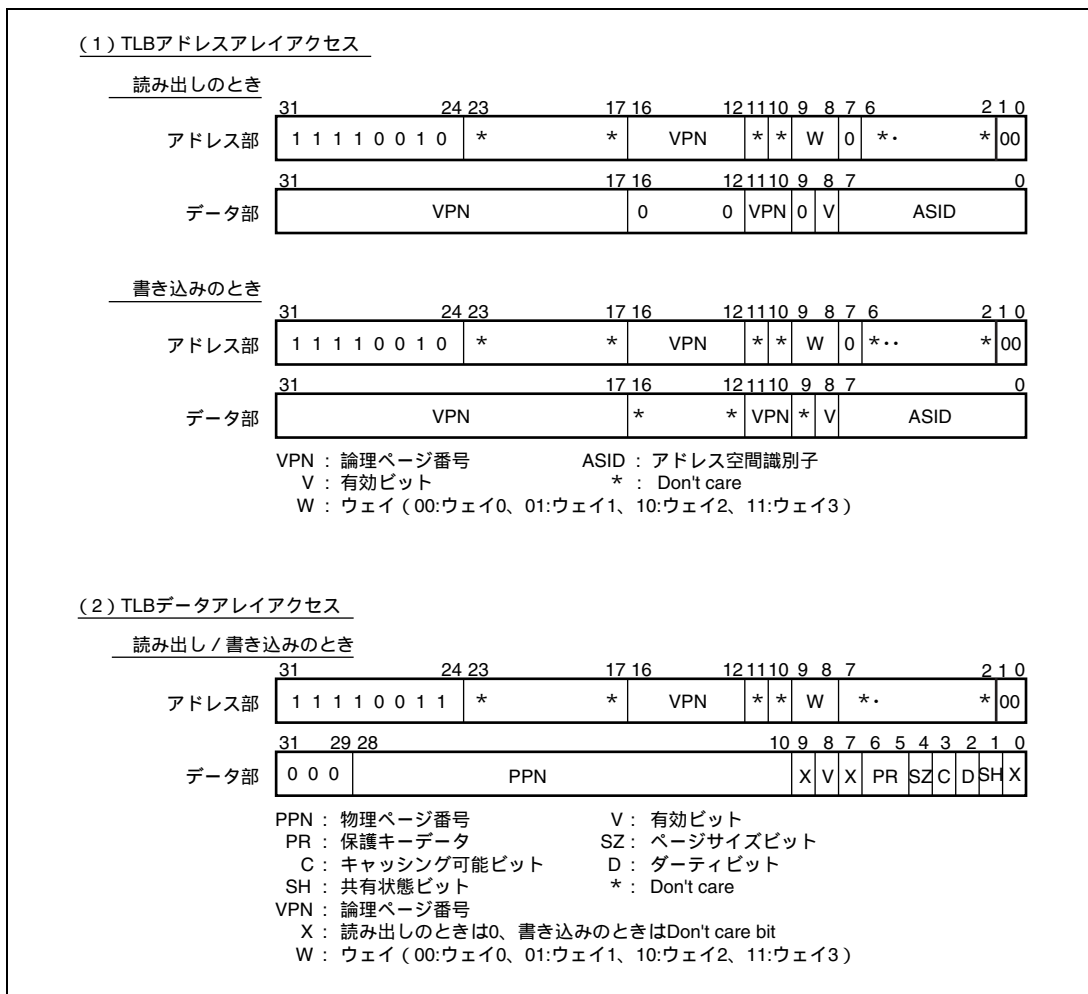 (1)TLBアドレスアレイアクセス
読み出しのとき
31 24 23 17 16 12 11 10 9 8 7 6 2 1 0
アドレス部 1 1 1 1 0 0 1 0 * * VPN * * W 0 *・ * 00
31 17 16 12 11 10 9 8 7 0
データ部 VPN 0 0 VPN 0 V ASID
書き込みのとき
31 24 23 17 16 12 11 10 9 8 7 6 2 1 0
アドレス部 1 1 1 1 0 0 1 0 * * VPN * * W 0 *・・ * 00
31 17 16 12 11 10 9 8 7 0
データ部 VPN * * VPN * V ASID
VPN : 論理ページ番号 ASID : アドレス空間識別子
V : 有効ビット * : Don't care
W : ウェイ(00:ウェイ0、01:ウェイ1、10:ウェイ2、11:ウェイ3)
(2)TLBデータアレイアクセス
読み出し/書き込みのとき
31 24 23 17 16 12 11 10 9 8 7 2 1 0
アドレス部 1 1 1 1 0 0 1 1 * * VPN * * W *・ * 00
31 29 28 10 9 8 7 6 5 4 3 2 1 0
データ部 0 0 0 PPN X V X PR SZ C D SH X
PPN : 物理ページ番号 V : 有効ビット
PR : 保護キーデータ SZ : ページサイズビット
C : キャッシング可能ビット D : ダーティビット
SH : 共有状態ビット * : Don't care
VPN : 論理ページ番号
X : 読み出しのときは0、書き込みのときはDon't care bit
W : ウェイ(00:ウェイ0、01:ウェイ1、10:ウェイ2、11:ウェイ3)